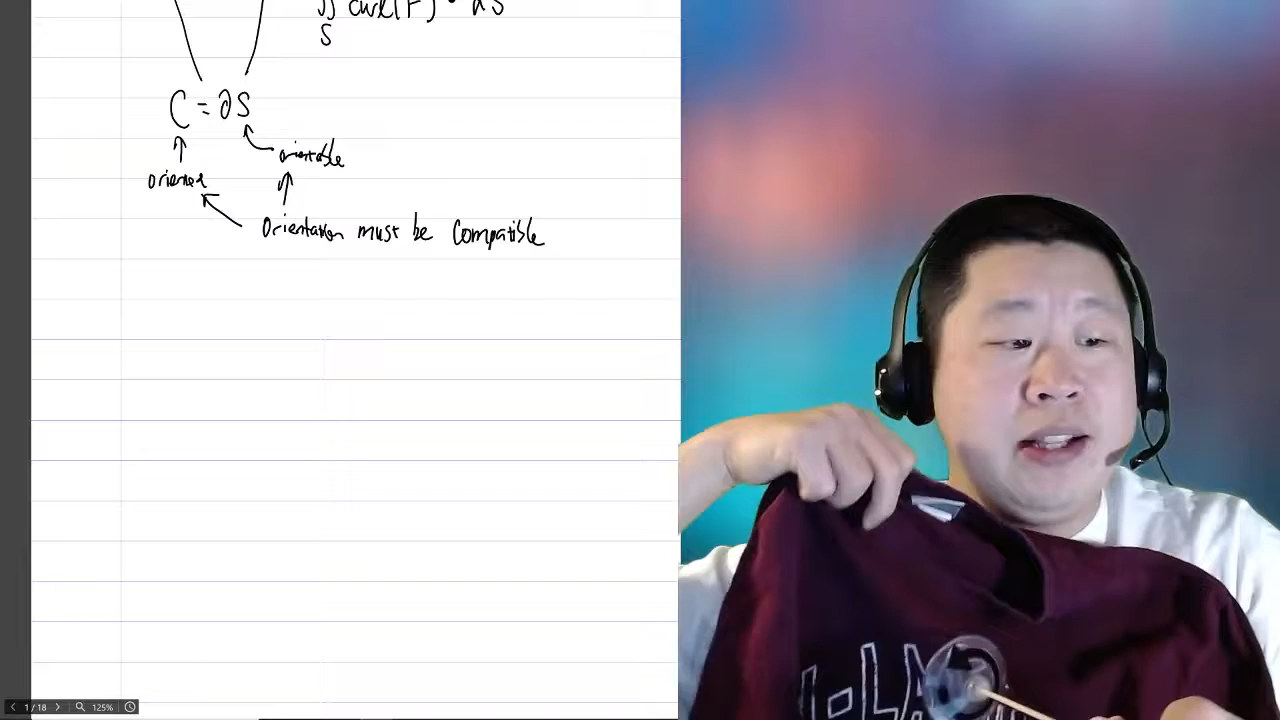 ∬ curl(F) • dS
S
C = ∂S
orientable
oriented
Orientation must be compatible
1 / 18
125%